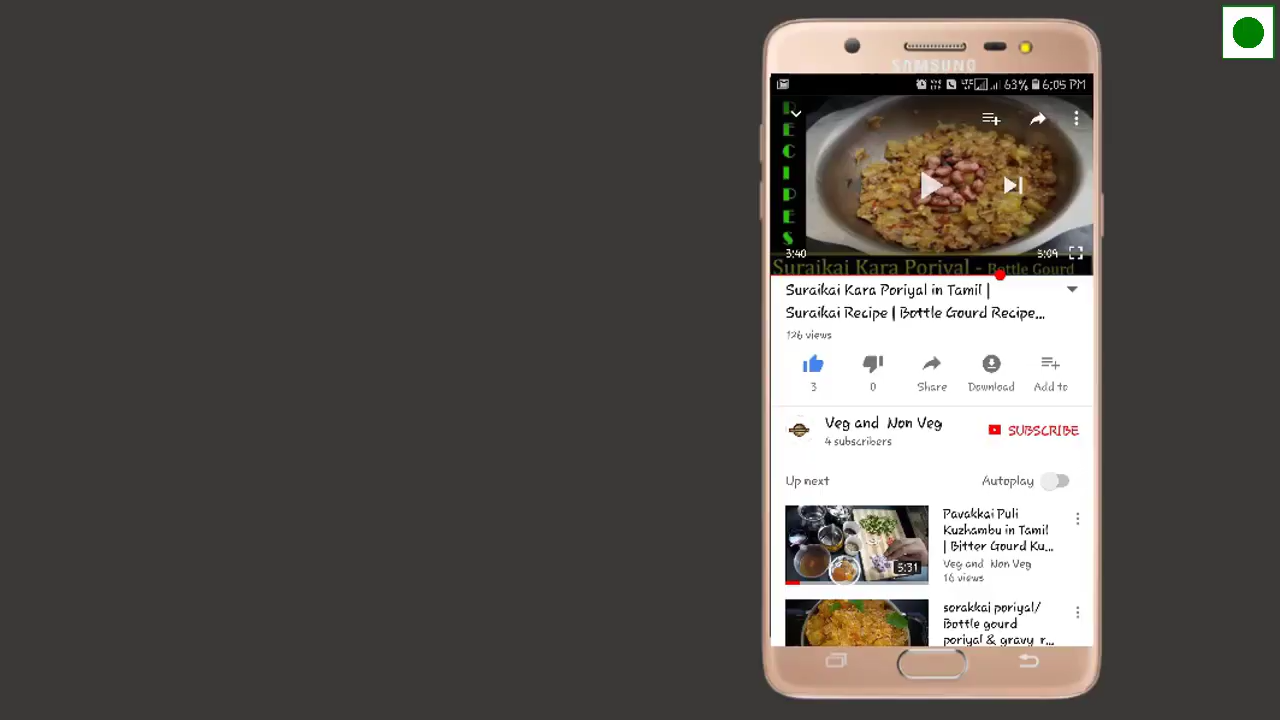 SAMSUNG
63% 6:05 PM
RECIPES
3:40
5:09
Suraikai Kara Poriyal - Bottle Gourd
Suraikai Kara Poriyal in Tamil |
Suraikai Recipe | Bottle Gourd Recipe...
126 views
3
0
Share
Download
Add to
Veg and Non Veg
4 subscribers
SUBSCRIBE
Up next
Autoplay
5:31
Pavakkai Puli
Kuzhambu in Tamil
| Bitter Gourd Ku...
Veg and Non Veg
16 views
sorakkai poriyal/
Bottle gourd
poriyal & gravy r...